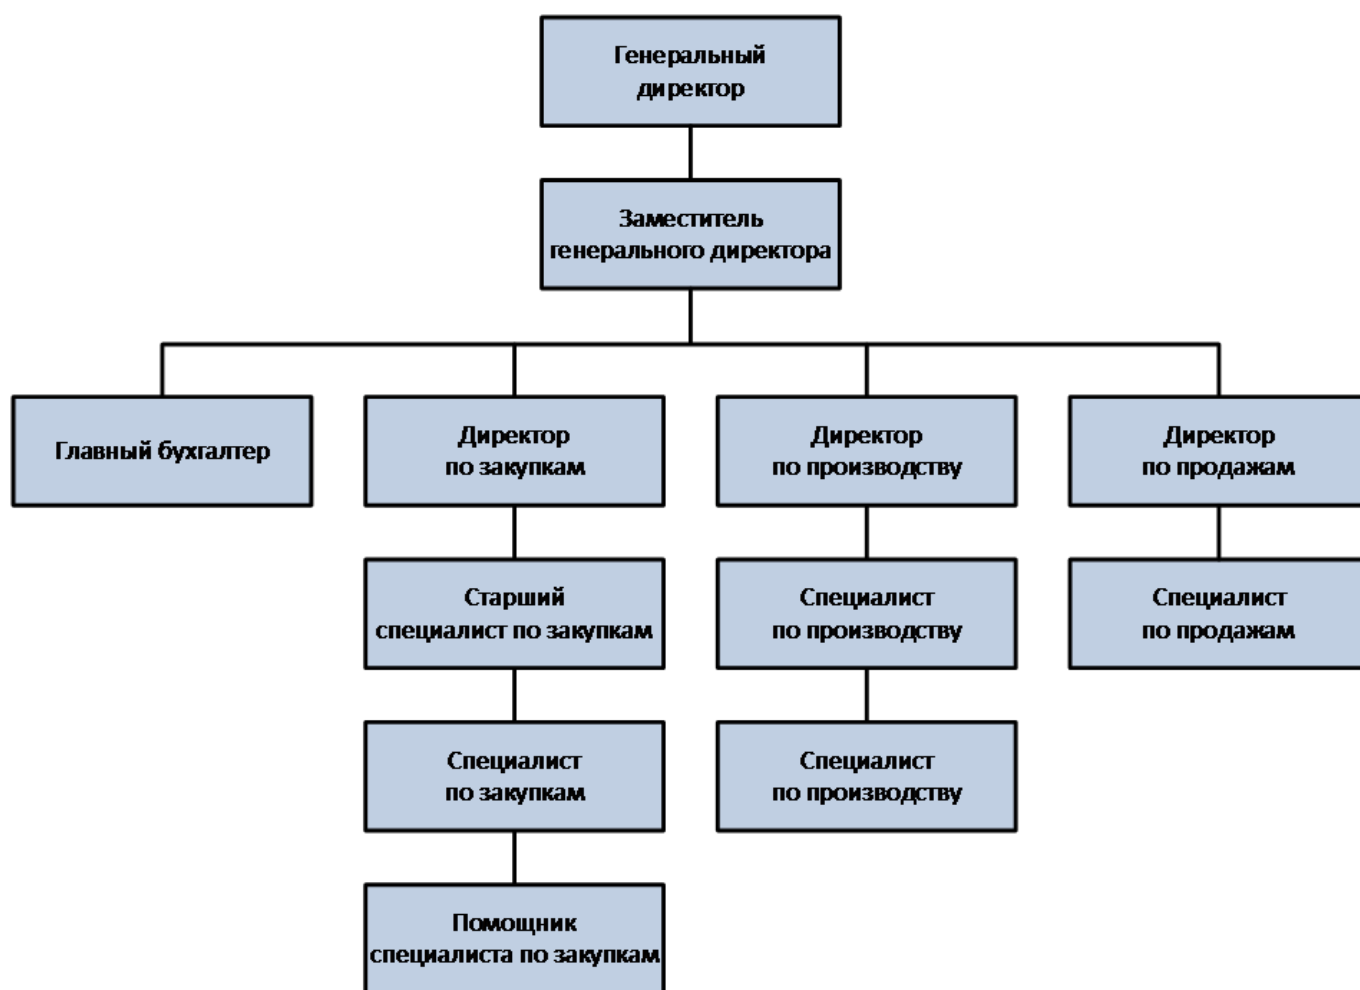 Генеральный
директор
Заместитель
генерального директора
Главный бухгалтер
Директор
по закупкам
Директор
по производству
Директор
по продажам
Старший
специалист по закупкам
Специалист
по производству
Специалист
по продажам
Специалист
по закупкам
Специалист
по производству
Помощник
специалиста по закупкам